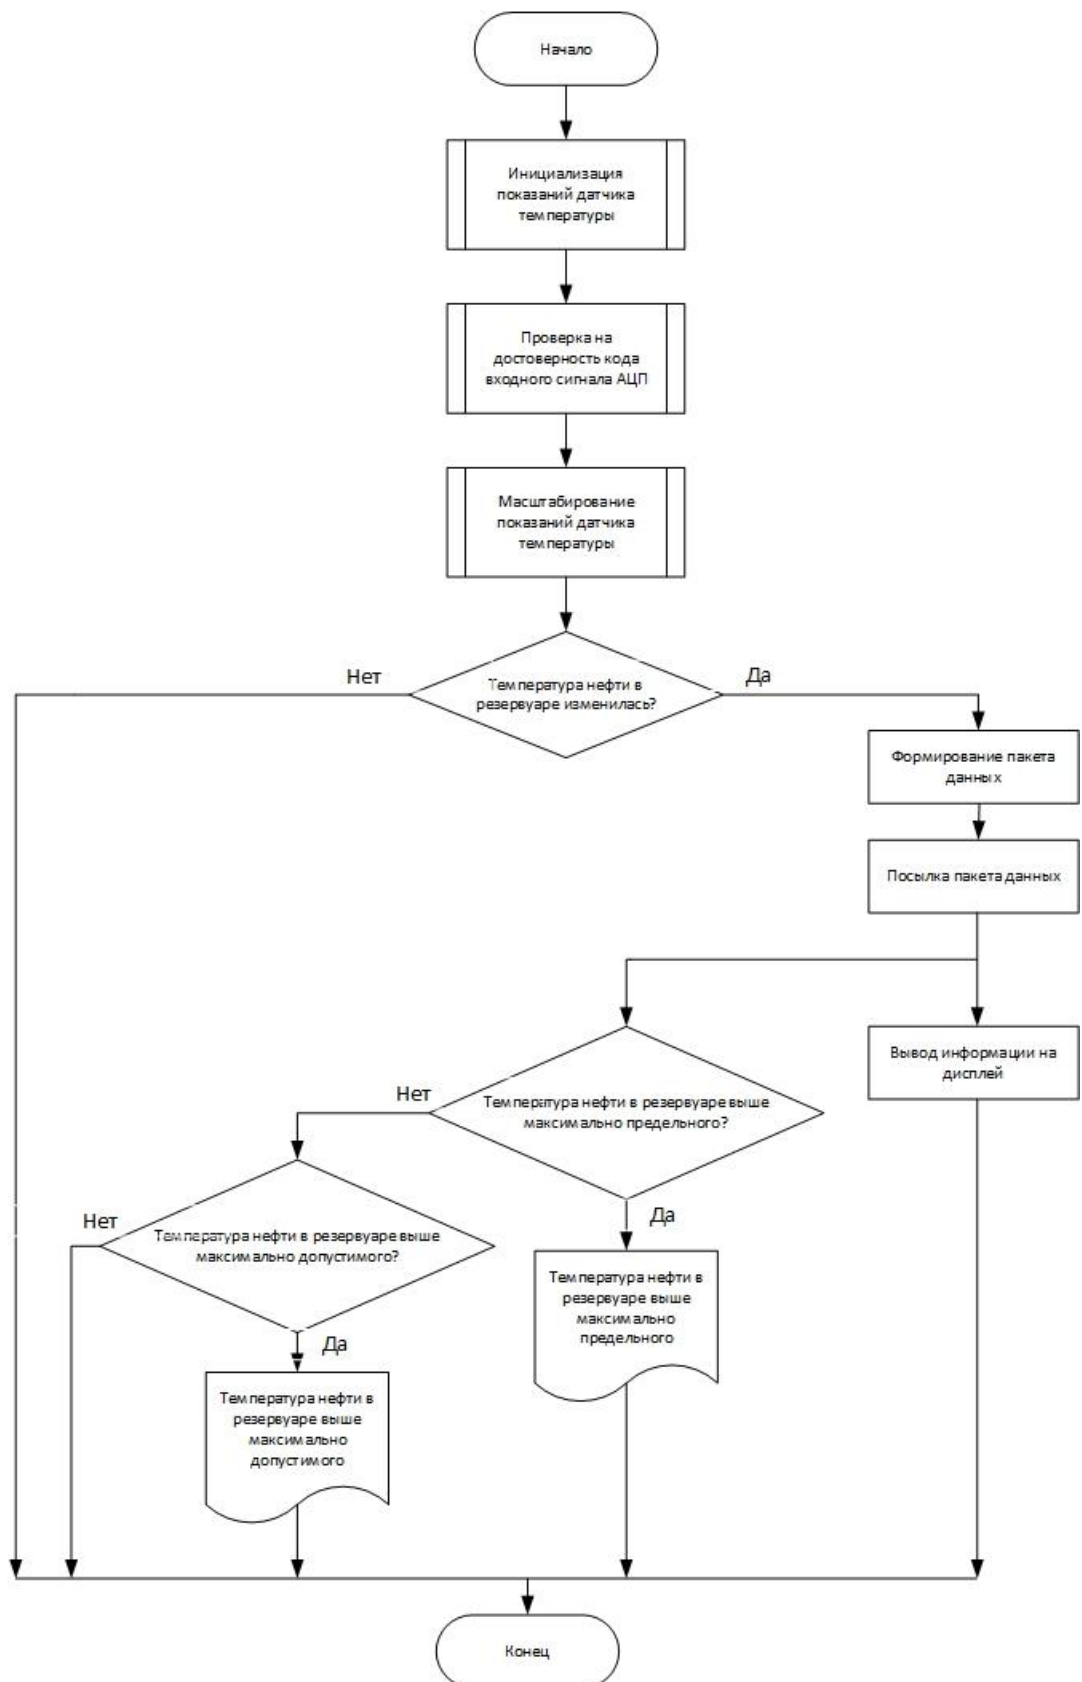 Начало
Инициализация
показаний датчика
температуры
Проверка на
достоверность кода
входного сигнала АЦП
Масштабирование
показаний датчика
температуры
Нет
Температура нефти в
резервуаре изменилась?
Да
Формирование пакета
данных
Посылка пакета данных
Вывод информации на
дисплей
Нет
Температура нефти в резервуаре выше
максимально предельного?
Да
Нет
Температура нефти в резервуаре выше
максимально допустимого?
Температура нефти в
резервуаре выше
максимально
предельного
Да
Температура нефти в
резервуаре выше
максимально
допустимого
Конец